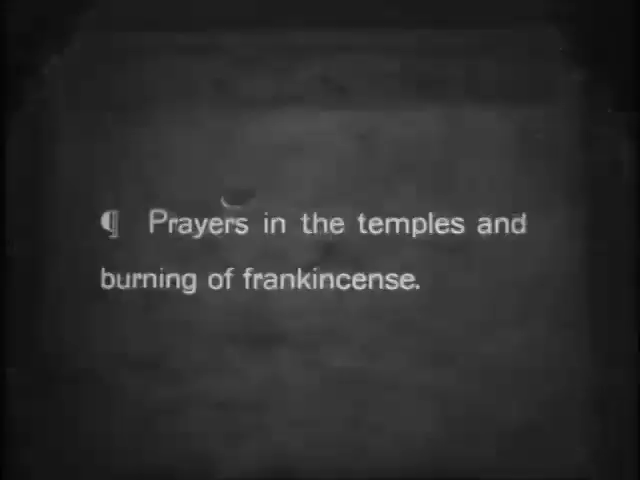 ¶ Prayers in the temples and
burning of frankincense.